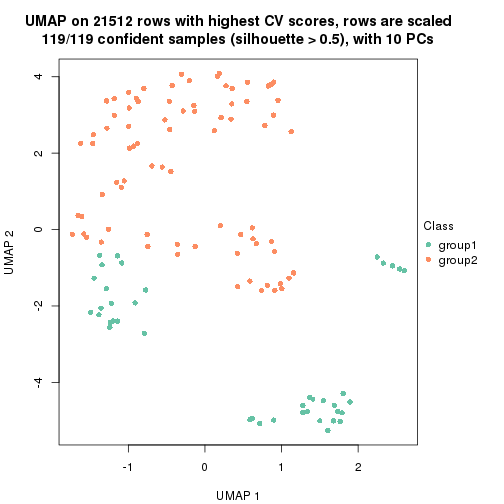 UMAP on 21512 rows with highest CV scores, rows are scaled
119/119 confident samples (silhouette > 0.5), with 10 PCs
4
2
0
-2
-4
UMAP 2
-1 0 1 2
UMAP 1
Class
group1
group2